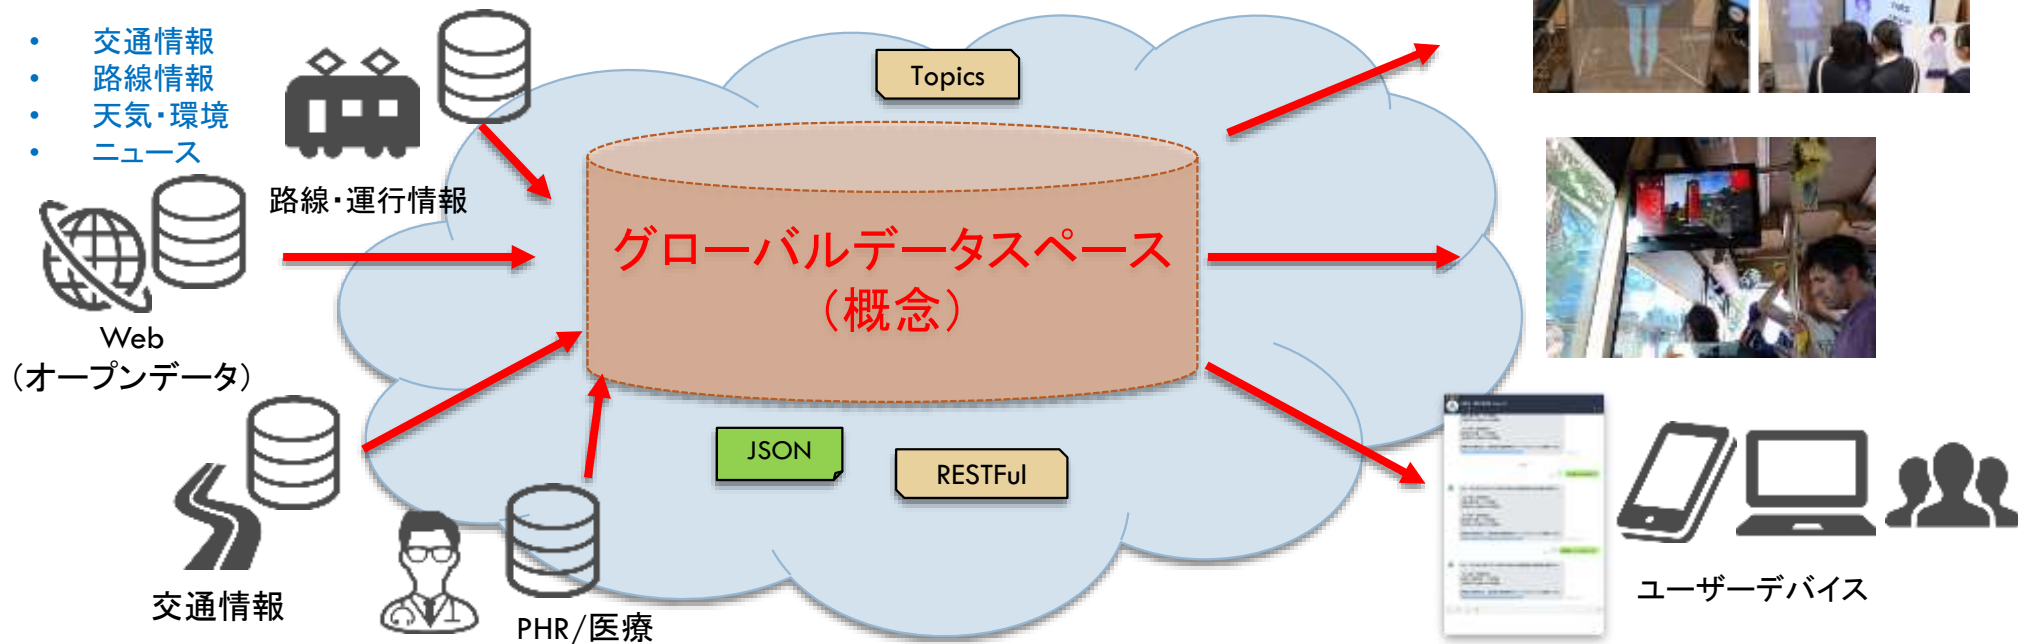 • 交通情報
• 路線情報
• 天気・環境
• ニュース
路線・運行情報
Web
（オープンデータ）
交通情報
PHR/医療
Topics
グローバルデータスペース
（概念）
JSON
RESTFul
ユーザーデバイス